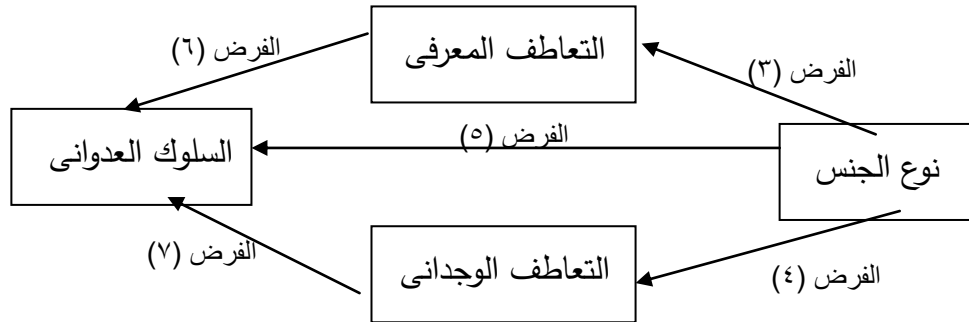 التعاطف المعرفى
الفرض (٦)
الفرض (٣)
الفرض (٥)
السلوك العدوانى
نوع الجنس
الفرض (٧)
التعاطف الوجدانى
الفرض (٤)